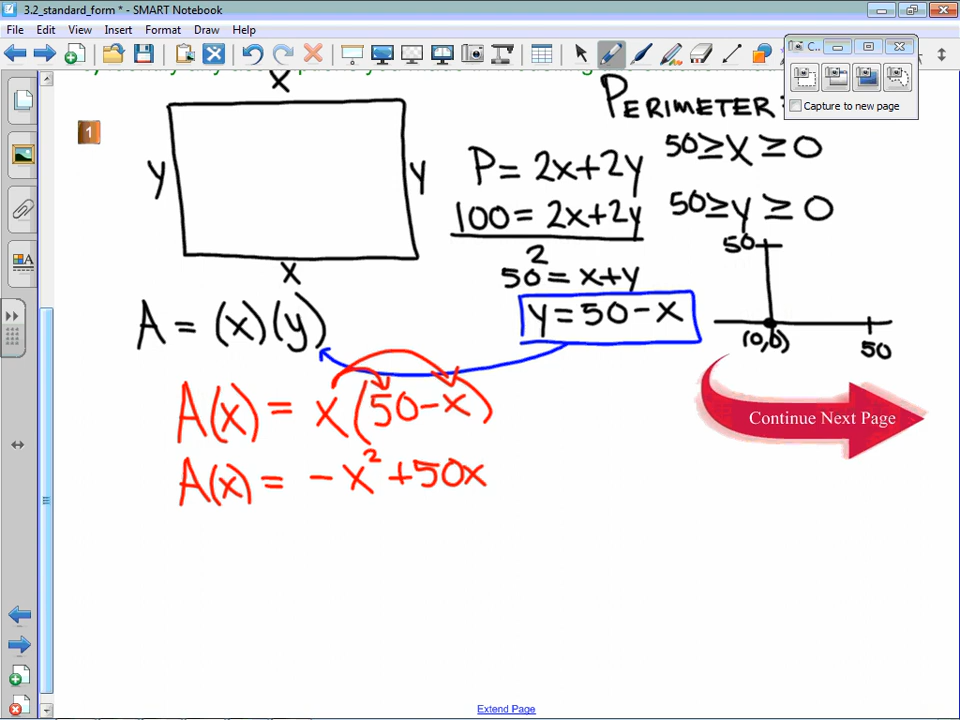 3.2_standard_form * - SMART Notebook
File Edit View Insert Format Draw Help
C..
Capture to new page
1
x
PERIMETER
y
y
P = 2x+2y
50≥x≥0
100 = 2x+2y
50≥y≥0
2
50
x
50 = x+y
A = (x)(y)
y = 50-x
(0,0)
50
A(x) = x(50-x)
Continue Next Page
A(x) = -x²+50x
Extend Page